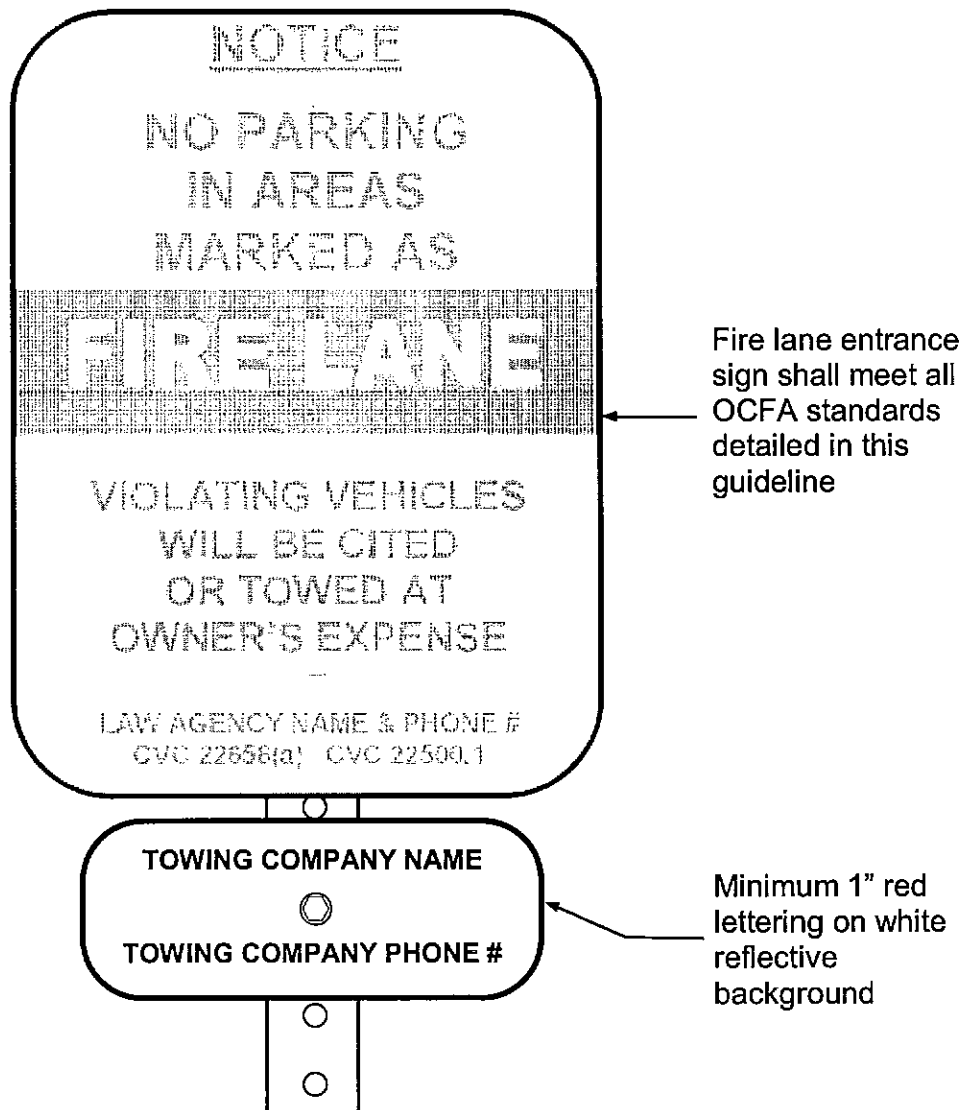 NOTICE
NO PARKING
IN AREAS
MARKED AS
FIRE LANE
VIOLATING VEHICLES
WILL BE CITED
OR TOWED AT
OWNER'S EXPENSE
LAW AGENCY NAME & PHONE #
CVC 22658(a) CVC 22500.1
TOWING COMPANY NAME
TOWING COMPANY PHONE #
Fire lane entrance
sign shall meet all
OCFA standards
detailed in this
guideline
Minimum 1” red
lettering on white
reflective
background